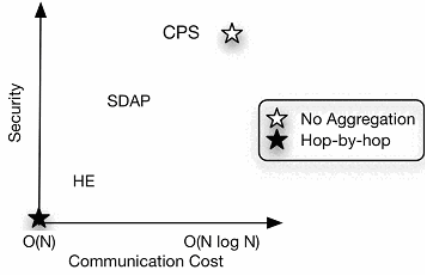 CPS
SDAP
No Aggregation
Hop-by-hop
Security
HE
O(N)
O(N log N)
Communication Cost